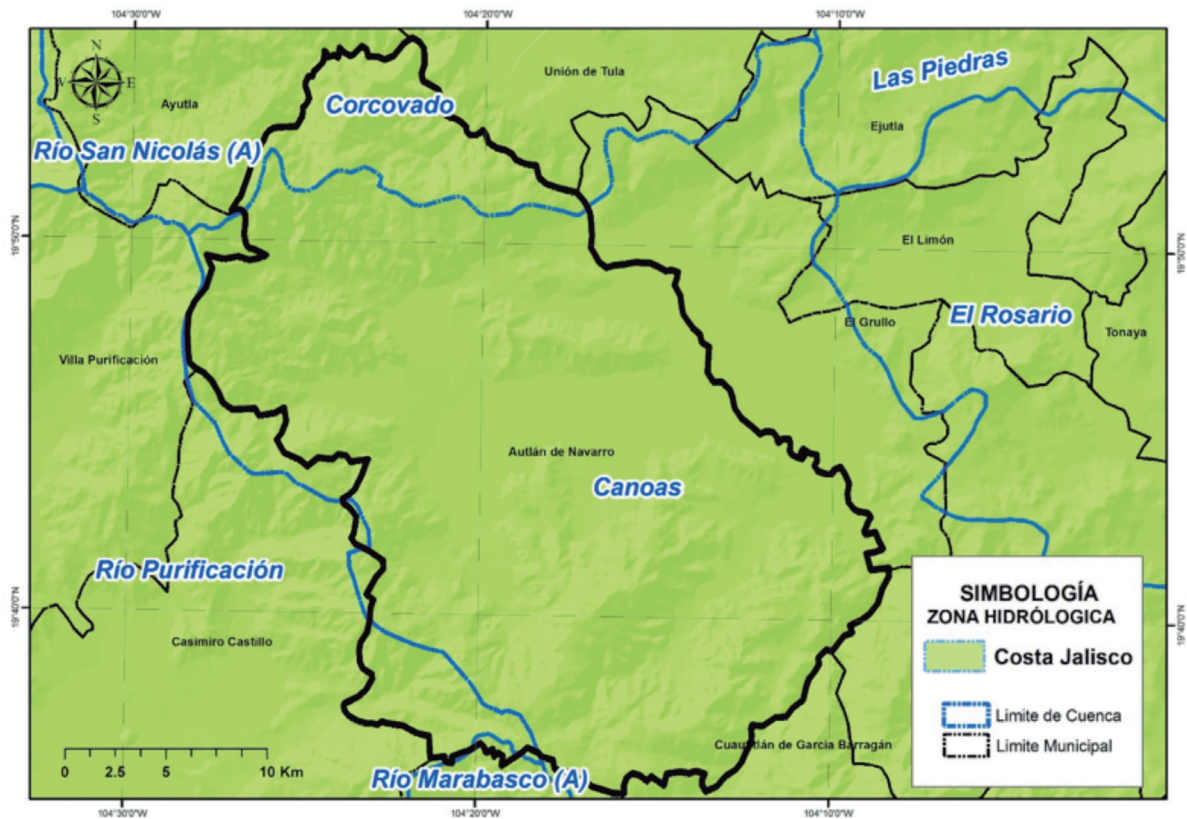 104°30'0"W 104°20'0"W 104°10'0"W
N
W E
S
Unión de Tula
Las Piedras
Ayutla
Corcovado
Ejutla
Río San Nicolás (A)
19°50'0"N
El Limón
19°50'0"N
El Grullo
El Rosario
Tonaya
Villa Purificación
Autlán de Navarro
Canoas
Río Purificación
SIMBOLOGÍA
ZONA HIDRÓLOGICA
Costa Jalisco
Limite de Cuenca
Limite Municipal
19°40'0"N
19°40'0"N
Casimiro Castillo
Cuautitlán de García Barragán
0 2.5 5 10 Km
Río Marabasco (A)
104°30'0"W 104°20'0"W 104°10'0"W